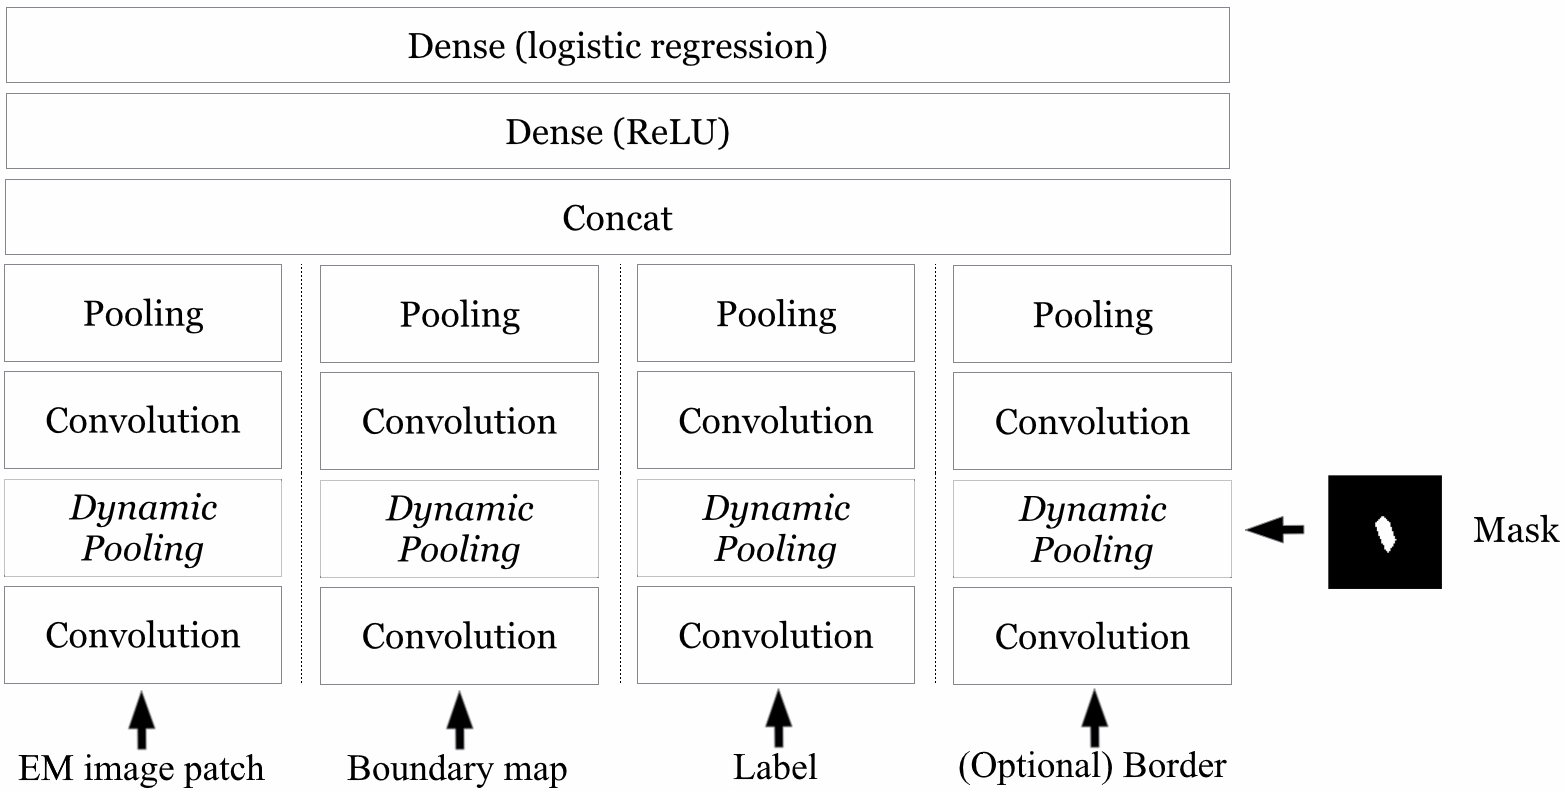 Dense (logistic regression)
Dense (ReLU)
Concat
Pooling Pooling Pooling Pooling
Convolution Convolution Convolution Convolution
Dynamic Dynamic Dynamic Dynamic
Pooling Pooling Pooling Pooling
Mask
Convolution Convolution Convolution Convolution
EM image patch Boundary map Label (Optional) Border